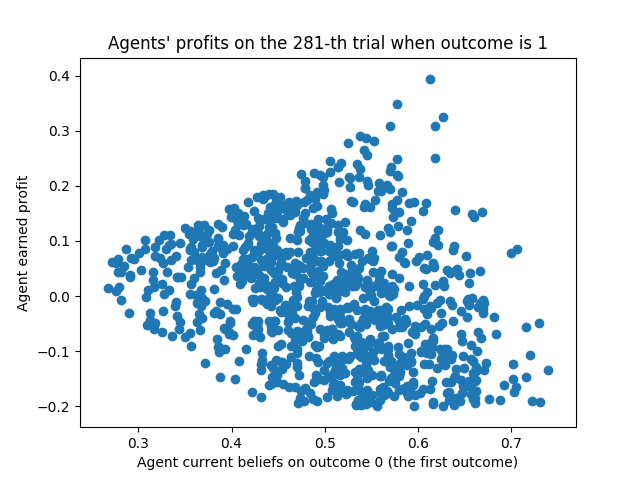 Agents' profits on the 281-th trial when outcome is 1
0.4
0.3
0.2
0.1
0.0
−0.1
−0.2
Agent earned profit
0.3 0.4 0.5 0.6 0.7
Agent current beliefs on outcome 0 (the first outcome)